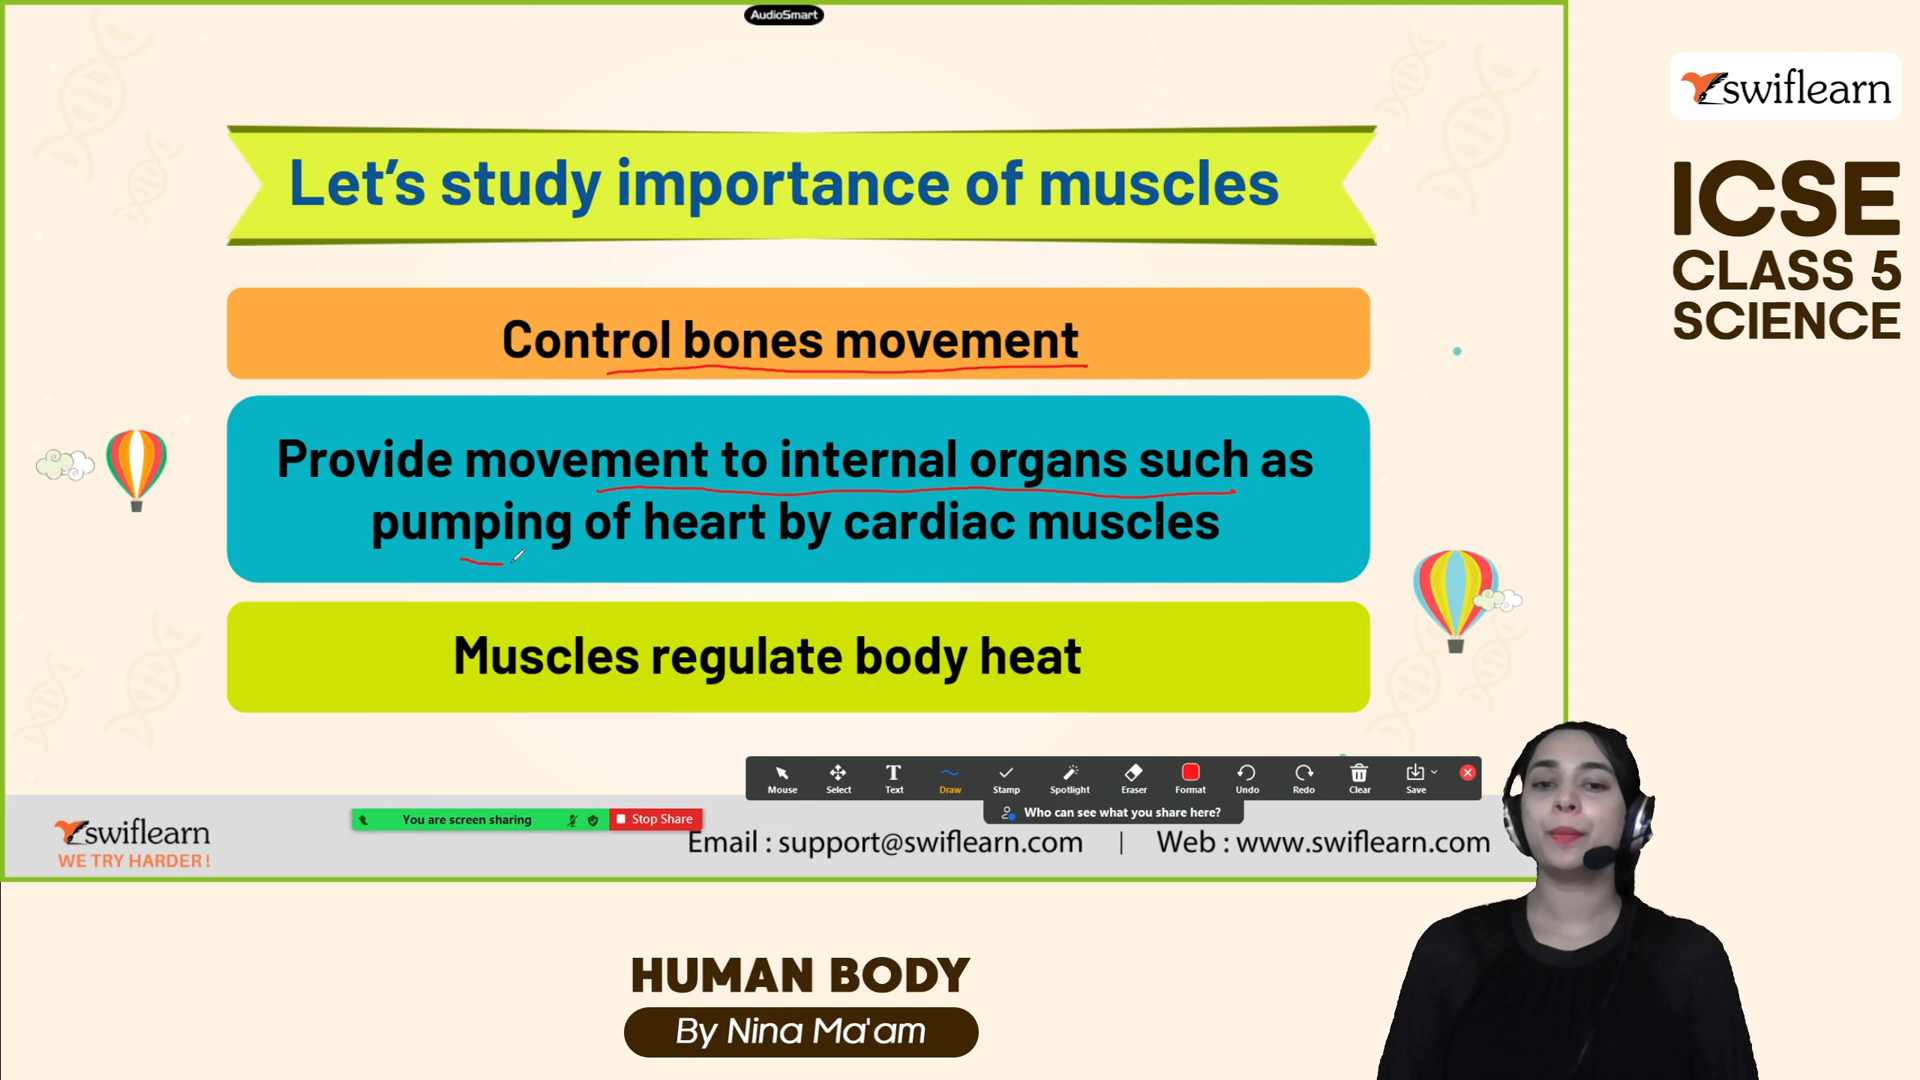 AudioSmart
swiflearn
ICSE
CLASS 5
SCIENCE
Let's study importance of muscles
Control bones movement
Provide movement to internal organs such as
pumping of heart by cardiac muscles
Muscles regulate body heat
Mouse Select Text Draw Stamp Spotlight Eraser Format Undo Redo Clear Save
Who can see what you share here?
You are screen sharing Stop Share
swiflearn
WE TRY HARDER !
Email : support@swiflearn.com | Web : www.swiflearn.com
HUMAN BODY
By Nina Ma'am